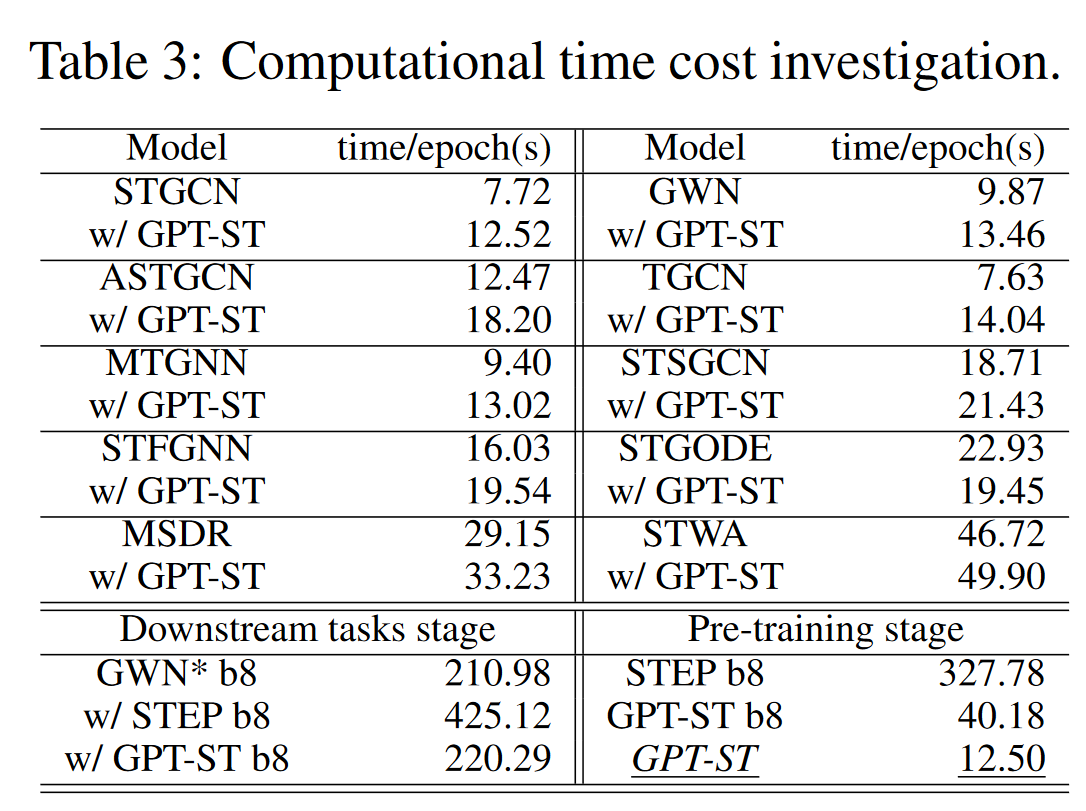 Table 3: Computational time cost investigation.
Model time/epoch(s) Model time/epoch(s)
STGCN 7.72 GWN 9.87
w/ GPT-ST 12.52 w/ GPT-ST 13.46
ASTGCN 12.47 TGCN 7.63
w/ GPT-ST 18.20 w/ GPT-ST 14.04
MTGNN 9.40 STSGCN 18.71
w/ GPT-ST 13.02 w/ GPT-ST 21.43
STFGNN 16.03 STGODE 22.93
w/ GPT-ST 19.54 w/ GPT-ST 19.45
MSDR 29.15 STWA 46.72
w/ GPT-ST 33.23 w/ GPT-ST 49.90
Downstream tasks stage Pre-training stage
GWN* b8 210.98 STEP b8 327.78
w/ STEP b8 425.12 GPT-ST b8 40.18
w/ GPT-ST b8 220.29 GPT-ST 12.50